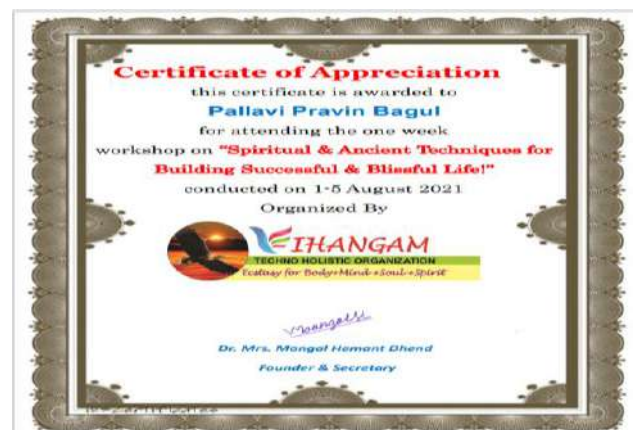 Certificate of Appreciation
this certificate is awarded to
Pallavi Pravin Bagul
for attending the one week
workshop on "Spiritual & Ancient Techniques for
Building Successful & Blissful Life!"
conducted on 1-5 August 2021
Organized By
VIHANGAM
TECHNO HOLISTIC ORGANIZATION
Ecstasy for Body+Mind+Soul+Spirit
Dr. Mrs. Mangal Hemant Dhend
Founder & Secretary